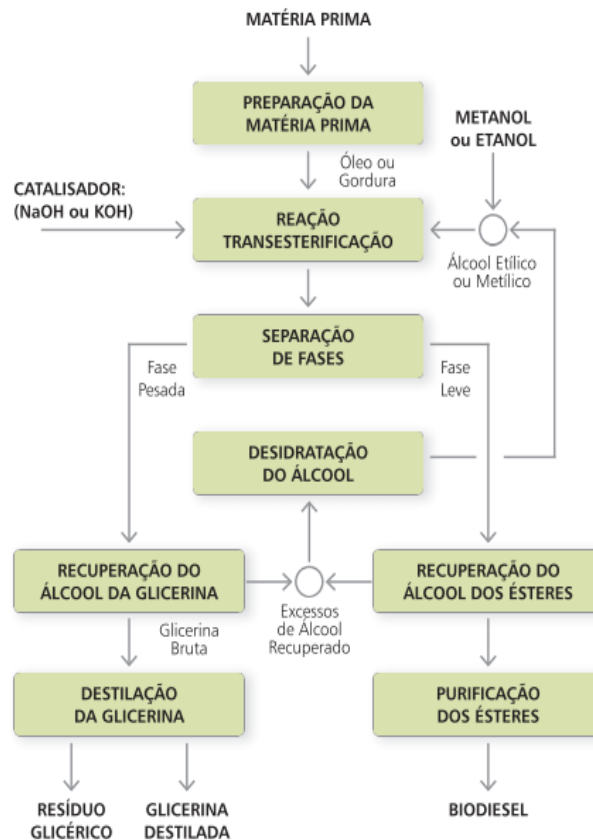 MATÉRIA PRIMA
PREPARAÇÃO DA
MATÉRIA PRIMA
METANOL
ou ETANOL
Óleo ou
Gordura
CATALISADOR:
(NaOH ou KOH)
REAÇÃO
TRANSESTERIFICAÇÃO
Álcool Etílico
ou Metílico
SEPARAÇÃO
DE FASES
Fase
Pesada
Fase
Leve
DESIDRATAÇÃO
DO ÁLCOOL
RECUPERAÇÃO DO
ÁLCOOL DA GLICERINA
Excessos
de Álcool
Recuperado
RECUPERAÇÃO DO
ÁLCOOL DOS ÉSTERES
Glicerina
Bruta
DESTILAÇÃO
DA GLICERINA
PURIFICAÇÃO
DOS ÉSTERES
RESÍDUO
GLICÉRICO
GLICERINA
DESTILADA
BIODIESEL